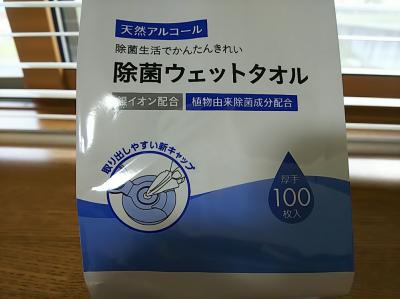 天然アルコール
除菌生活でかんたんきれい
除菌ウェットタオル
銀イオン配合 植物由来除菌成分配合
取り出しやすい新キャップ
厚手
100
枚入